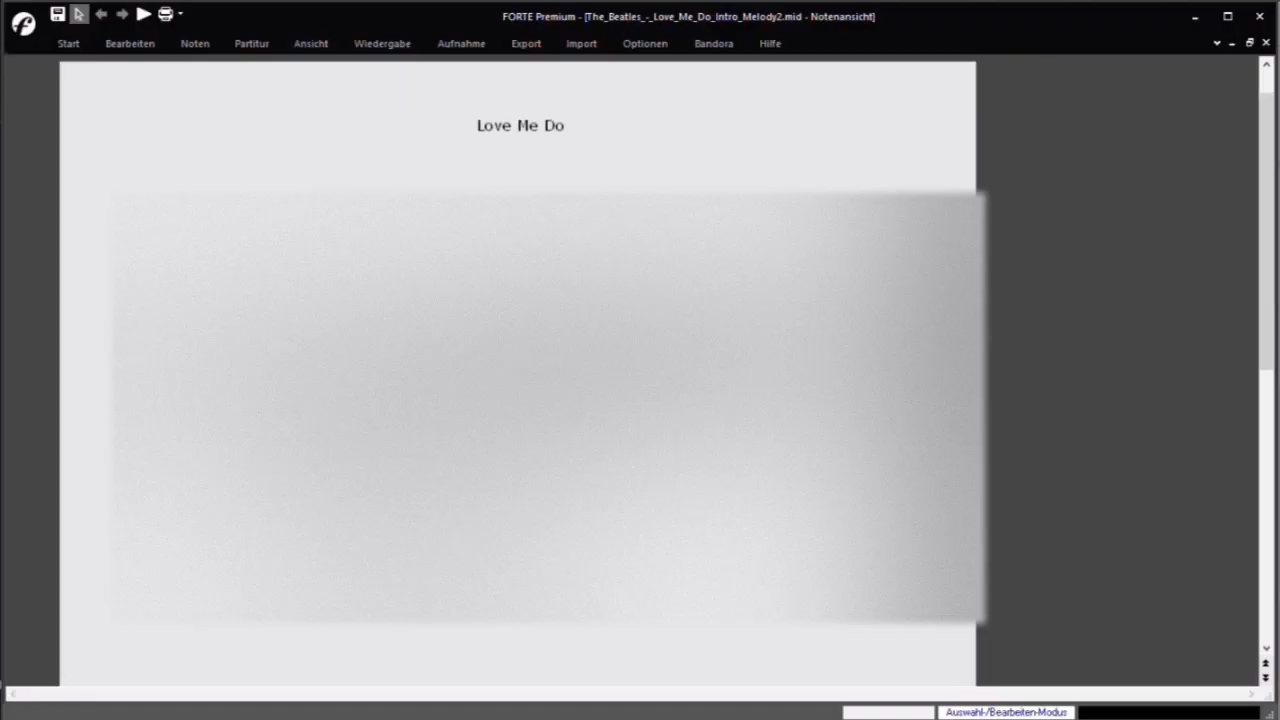 FORTE Premium - [The_Beatles_-_Love_Me_Do_Intro_Melody2.mid - Notenansicht]
Start Bearbeiten Noten Partitur Ansicht Wiedergabe Aufnahme Export Import Optionen Bandora Hilfe
Love Me Do
Auswahl-/Bearbeiten-Modus